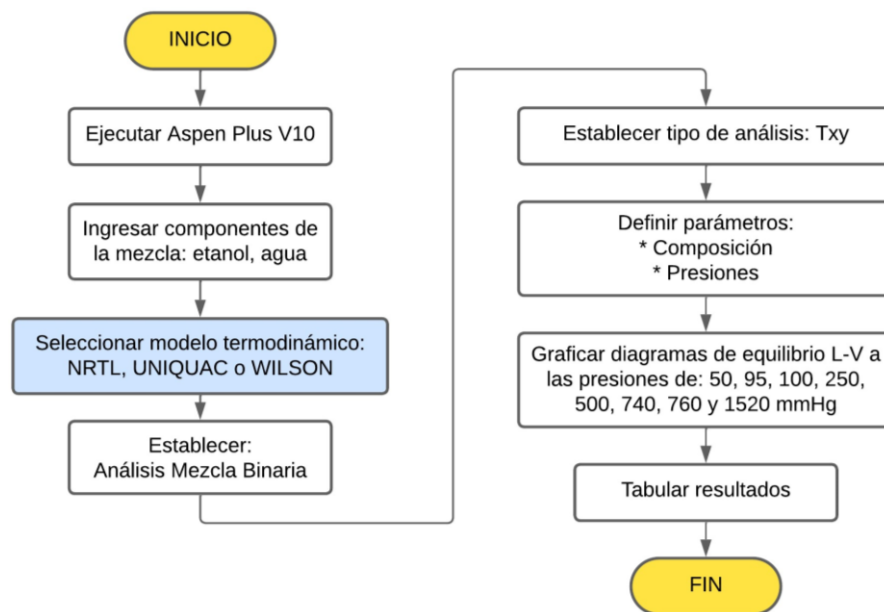 INICIO
Ejecutar Aspen Plus V10
Ingresar componentes de
la mezcla: etanol, agua
Seleccionar modelo termodinámico:
NRTL, UNIQUAC o WILSON
Establecer:
Análisis Mezcla Binaria
Establecer tipo de análisis: Txy
Definir parámetros:
* Composición
* Presiones
Graficar diagramas de equilibrio L-V a
las presiones de: 50, 95, 100, 250,
500, 740, 760 y 1520 mmHg
Tabular resultados
FIN